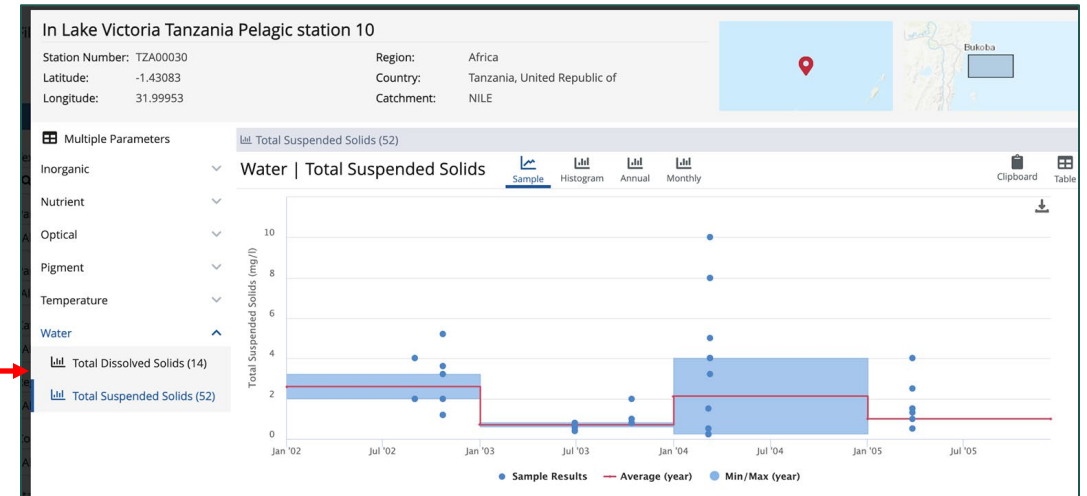 In Lake Victoria Tanzania Pelagic station 10
Station Number: TZA00030
Latitude: -1.43083
Longitude: 31.99953
Region: Africa
Country: Tanzania, United Republic of
Catchment: NILE
Bukoba
Multiple Parameters
Inorganic
Nutrient
Optical
Pigment
Temperature
Water
Total Dissolved Solids (14)
Total Suspended Solids (52)
Total Suspended Solids (52)
Water | Total Suspended Solids
Sample Histogram Annual Monthly
Clipboard Table
Total Suspended Solids (mg/l)
10
8
6
4
2
0
Jan '02 Jul '02 Jan '03 Jul '03 Jan '04 Jul '04 Jan '05 Jul '05
Sample Results Average (year) Min/Max (year)